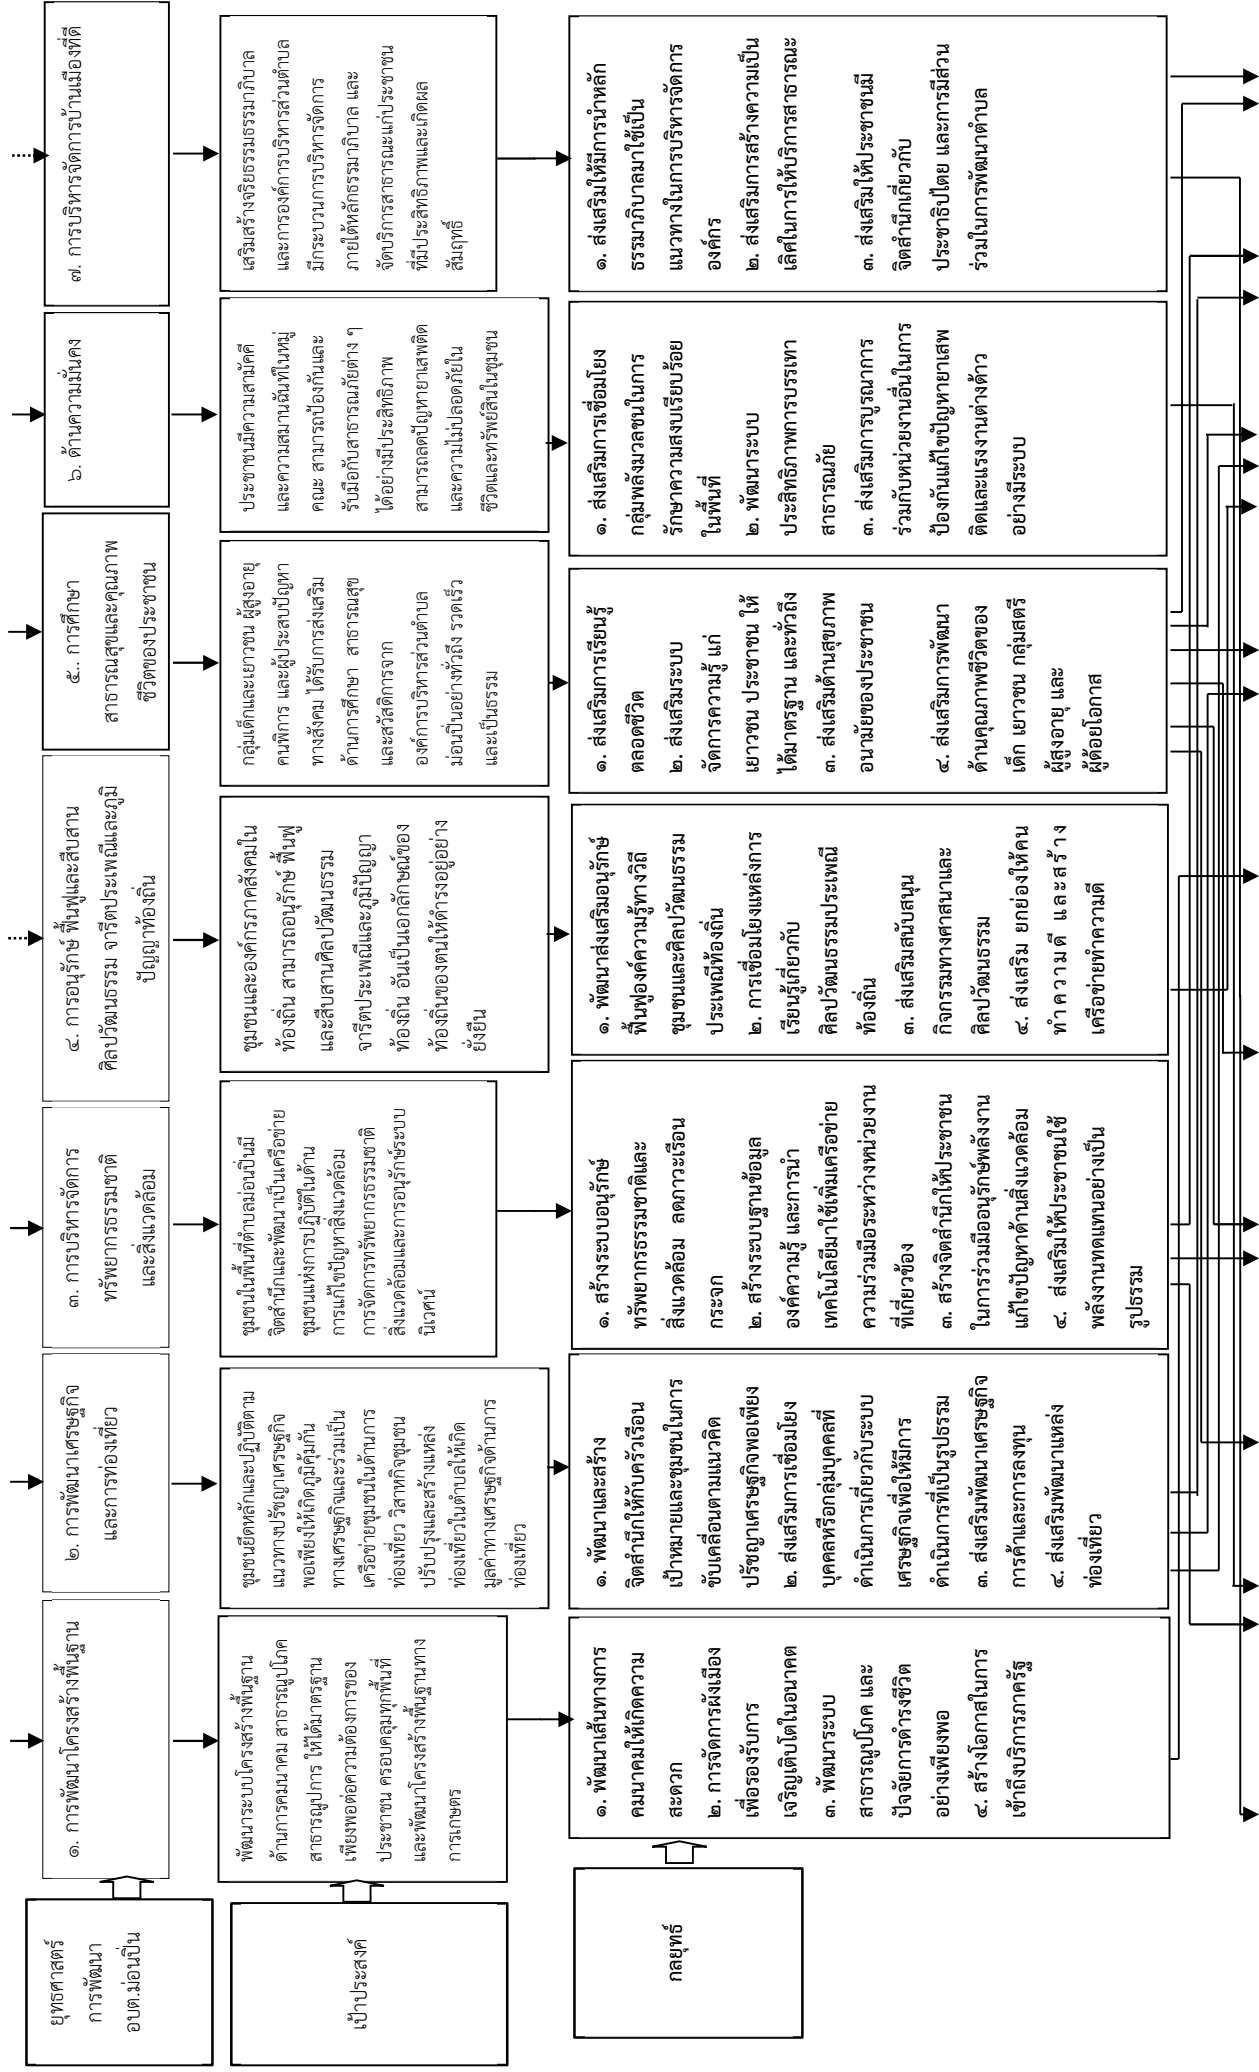 ยุทธศาสตร์
การพัฒนา
อบต.ม่อนปิ่น
๑. การพัฒนาโครงสร้างพื้นฐาน
๒. การพัฒนาเศรษฐกิจ
และการท่องเที่ยว
๓. การบริหารจัดการ
ทรัพยากรธรรมชาติ
และสิ่งแวดล้อม
๔. การอนุรักษ์ ฟื้นฟูและสืบสาน
ศิลปวัฒนธรรม จารีตประเพณีและภูมิ
ปัญญาท้องถิ่น
๕.. การศึกษา
สาธารณสุขและคุณภาพ
ชีวิตของประชาชน
๖. ด้านความมั่นคง
๗. การบริหารจัดการบ้านเมืองที่ดี
เป้าประสงค์
พัฒนาระบบโครงสร้างพื้นฐาน
ด้านการคมนาคม สาธารณูปโภค
สาธารณูปการ ให้ได้มาตรฐาน
เพียงพอต่อความต้องการของ
ประชาชน ครอบคลุมทุกพื้นที่
และพัฒนาโครงสร้างพื้นฐานทาง
การเกษตร
ชุมชนยึดหลักและปฏิบัติตาม
แนวทางปรัชญาเศรษฐกิจ
พอเพียงให้เกิดภูมิคุ้มกัน
ทางเศรษฐกิจและร่วมเป็น
เครือข่ายชุมชนในด้านการ
ท่องเที่ยว วิสาหกิจชุมชน
ปรับปรุงและสร้างแหล่ง
ท่องเที่ยวในตำบลให้เกิด
มูลค่าทางเศรษฐกิจด้านการ
ท่องเที่ยว
ชุมชนในพื้นที่ตำบลม่อนปิ่นมี
จิตสำนึกและพัฒนาเป็นเครือข่าย
ชุมชนแห่งการปฏิบัติในด้าน
การแก้ไขปัญหาสิ่งแวดล้อม
การจัดการทรัพยากรธรรมชาติ
สิ่งแวดล้อมและการอนุรักษ์ระบบ
นิเวศน์
ชุมชนและองค์กรภาคสังคมใน
ท้องถิ่น สามารถอนุรักษ์ ฟื้นฟู
และสืบสานศิลปวัฒนธรรม
จารีตประเพณีและภูมิปัญญา
ท้องถิ่น อันเป็นเอกลักษณ์ของ
ท้องถิ่นของตนให้ดำรงอยู่อย่าง
ยั่งยืน
กลุ่มเด็กและเยาวชน ผู้สูงอายุ
คนพิการ และผู้ประสบปัญหา
ทางสังคม ได้รับการส่งเสริม
ด้านการศึกษา สาธารณสุข
และสวัสดิการจาก
องค์การบริหารส่วนตำบล
ม่อนปิ่นอย่างทั่วถึง รวดเร็ว
และเป็นธรรม
ประชาชนมีความสามัคคี
และความสมานฉันท์ในหมู่
คณะ สามารถป้องกันและ
รับมือกับสาธารณภัยต่าง ๆ
ได้อย่างมีประสิทธิภาพ
สามารถลดปัญหายาเสพติด
และความไม่ปลอดภัยใน
ชีวิตและทรัพย์สินในชุมชน
เสริมสร้างจริยธรรมธรรมาภิบาล
และการองค์การบริหารส่วนตำบล
มีกระบวนการบริหารจัดการ
ภายใต้หลักธรรมาภิบาล และ
จัดบริการสาธารณะแก่ประชาชน
ที่มีประสิทธิภาพและเกิดผล
สัมฤทธิ์
กลยุทธ์
๑. พัฒนาเส้นทางการ
คมนาคมให้เกิดความ
สะดวก
๒. การจัดการผังเมือง
เพื่อรองรับการ
เจริญเติบโตในอนาคต
๓. พัฒนาระบบ
สาธารณูปโภค และ
ปัจจัยการดำรงชีวิต
อย่างเพียงพอ
๔. สร้างโอกาสในการ
เข้าถึงบริการภาครัฐ
๑. พัฒนาและสร้าง
จิตสำนึกให้กับครัวเรือน
เป้าหมายและชุมชนในการ
ขับเคลื่อนตามแนวคิด
ปรัชญาเศรษฐกิจพอเพียง
๒. ส่งเสริมการเชื่อมโยง
บุคคลหรือกลุ่มบุคคลที่
ดำเนินการเกี่ยวกับระบบ
เศรษฐกิจเพื่อให้มีการ
ดำเนินการที่เป็นรูปธรรม
๓. ส่งเสริมพัฒนาเศรษฐกิจ
การค้าและการลงทุน
๔. ส่งเสริมพัฒนาแหล่ง
ท่องเที่ยว
๑. สร้างระบบอนุรักษ์
ทรัพยากรธรรมชาติและ
สิ่งแวดล้อม ลดภาวะเรือน
กระจก
๒. สร้างระบบฐานข้อมูล
องค์ความรู้ และการนำ
เทคโนโลยีมาใช้เพิ่มเครือข่าย
ความร่วมมือระหว่างหน่วยงาน
ที่เกี่ยวข้อง
๓. สร้างจิตสำนึกให้ประชาชน
ในการร่วมมืออนุรักษ์พลังงาน
แก้ไขปัญหาด้านสิ่งแวดล้อม
๔. ส่งเสริมให้ประชาชนใช้
พลังงานทดแทนอย่างเป็น
รูปธรรม
๑. พัฒนาส่งเสริมอนุรักษ์
ฟื้นฟูองค์ความรู้ทางวิถี
ชุมชนและศิลปวัฒนธรรม
ประเพณีท้องถิ่น
๒. การเชื่อมโยงแหล่งการ
เรียนรู้เกี่ยวกับ
ศิลปวัฒนธรรมประเพณี
ท้องถิ่น
๓. ส่งเสริมสนับสนุน
กิจกรรมทางศาสนาและ
ศิลปวัฒนธรรม
๔. ส่งเสริม ยกย่องให้คน
ทำความดี และสร้าง
เครือข่ายทำความดี
๑. ส่งเสริมการเรียนรู้
ตลอดชีวิต
๒. ส่งเสริมระบบ
จัดการความรู้ แก่
เยาวชน ประชาชน ให้
ได้มาตรฐาน และทั่วถึง
๓. ส่งเสริมด้านสุขภาพ
อนามัยของประชาชน
๔. ส่งเสริมการพัฒนา
ด้านคุณภาพชีวิตของ
เด็ก เยาวชน กลุ่มสตรี
ผู้สูงอายุ และ
ผู้ด้อยโอกาส
๑. ส่งเสริมการเชื่อมโยง
กลุ่มพลังมวลชนในการ
รักษาความสงบเรียบร้อย
ในพื้นที่
๒. พัฒนาระบบ
ประสิทธิภาพการบรรเทา
สาธารณภัย
๓. ส่งเสริมการบูรณาการ
ร่วมกับหน่วยงานอื่นในการ
ป้องกันแก้ไขปัญหายาเสพ
ติดและแรงงานต่างด้าว
อย่างมีระบบ
๑. ส่งเสริมให้มีการนำหลัก
ธรรมาภิบาลมาใช้เป็น
แนวทางในการบริหารจัดการ
องค์กร
๒. ส่งเสริมการสร้างความเป็น
เลิศในการให้บริการสาธารณะ
๓. ส่งเสริมให้ประชาชนมี
จิตสำนึกเกี่ยวกับ
ประชาธิปไตย และการมีส่วน
ร่วมในการพัฒนาตำบล